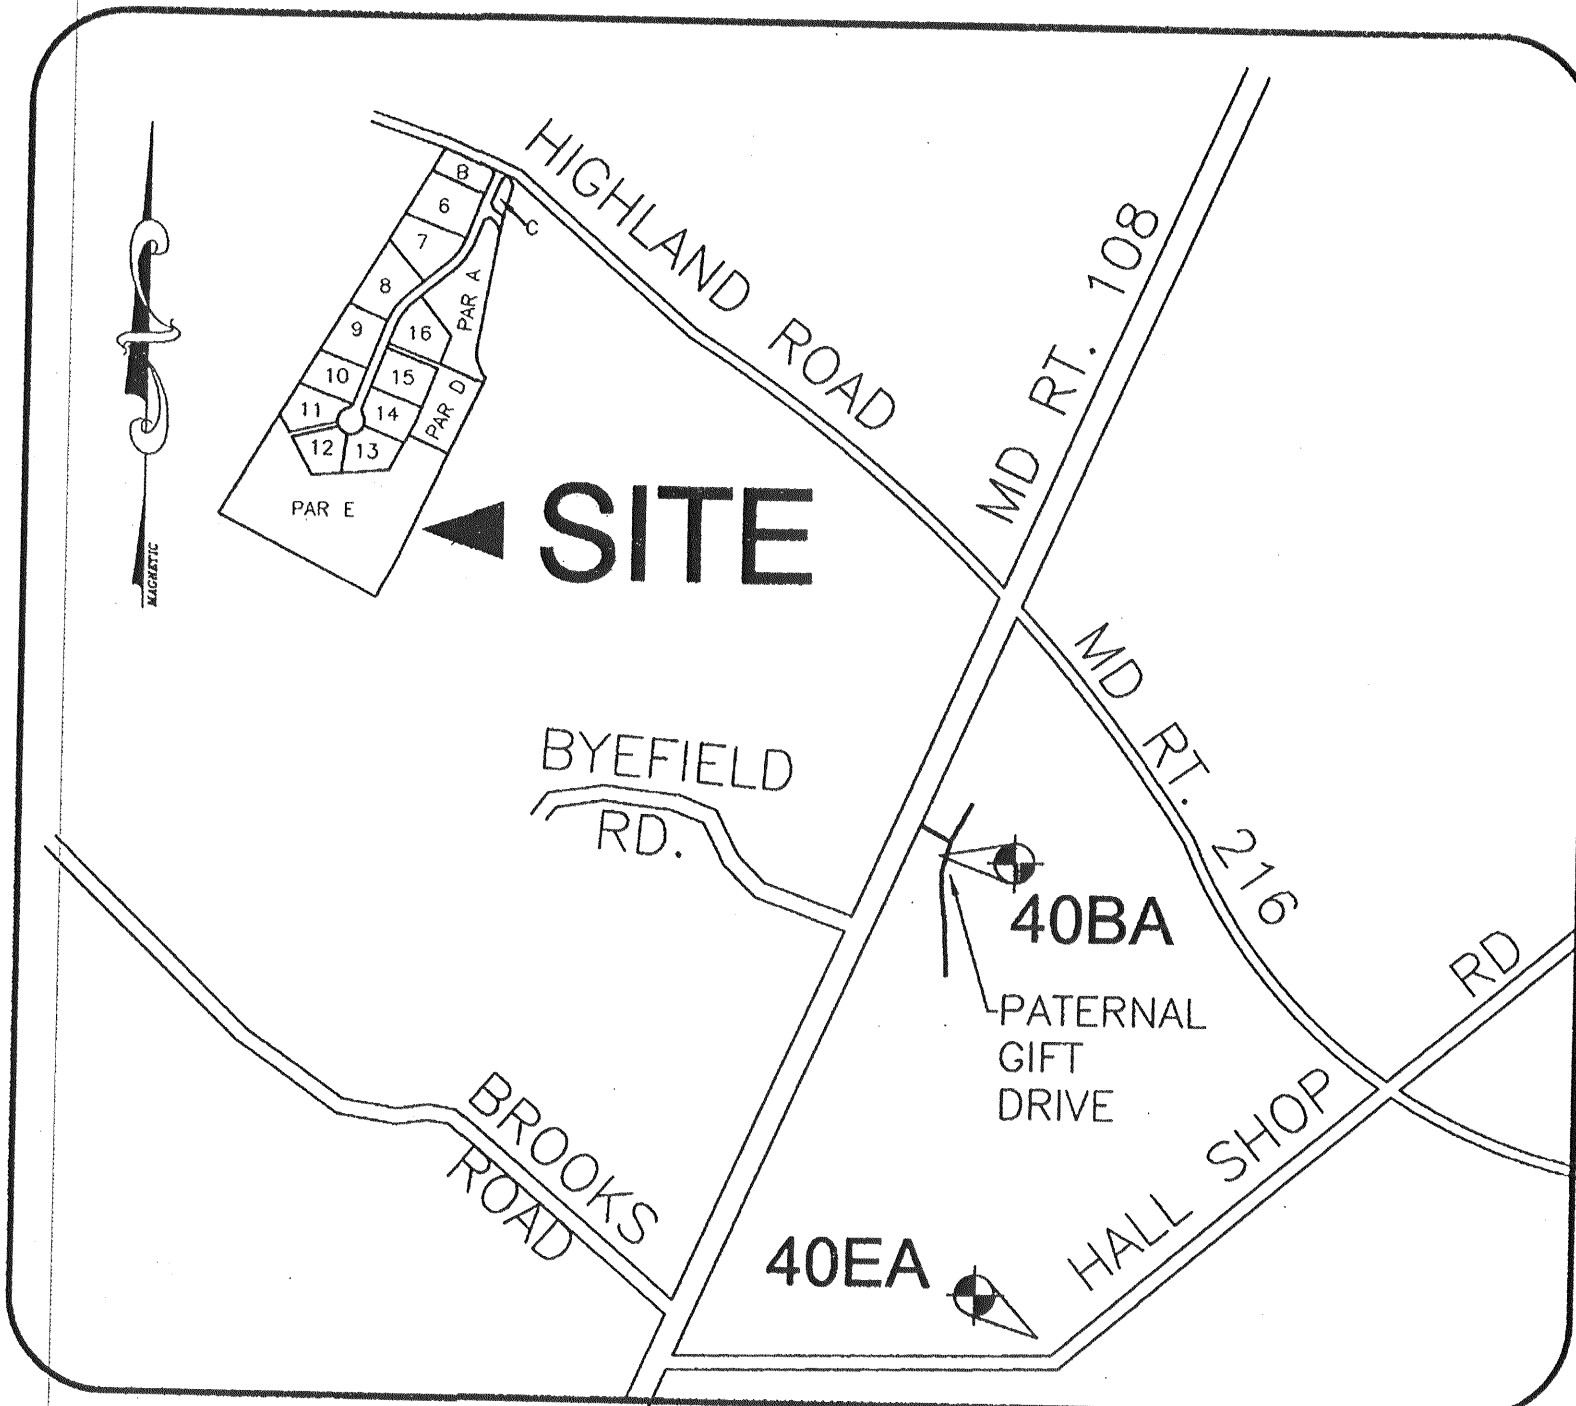 HIGHLAND ROAD
MD RT. 108
B
6
C
7
PAR A
8
9
16
10
15
PAR D
11
14
12
13
PAR E
SITE
MAGNETIC
MD RT. 216
BYEFIELD
RD.
40BA
PATERNAL
GIFT
DRIVE
BROOKS
ROAD
40EA
HALL SHOP RD